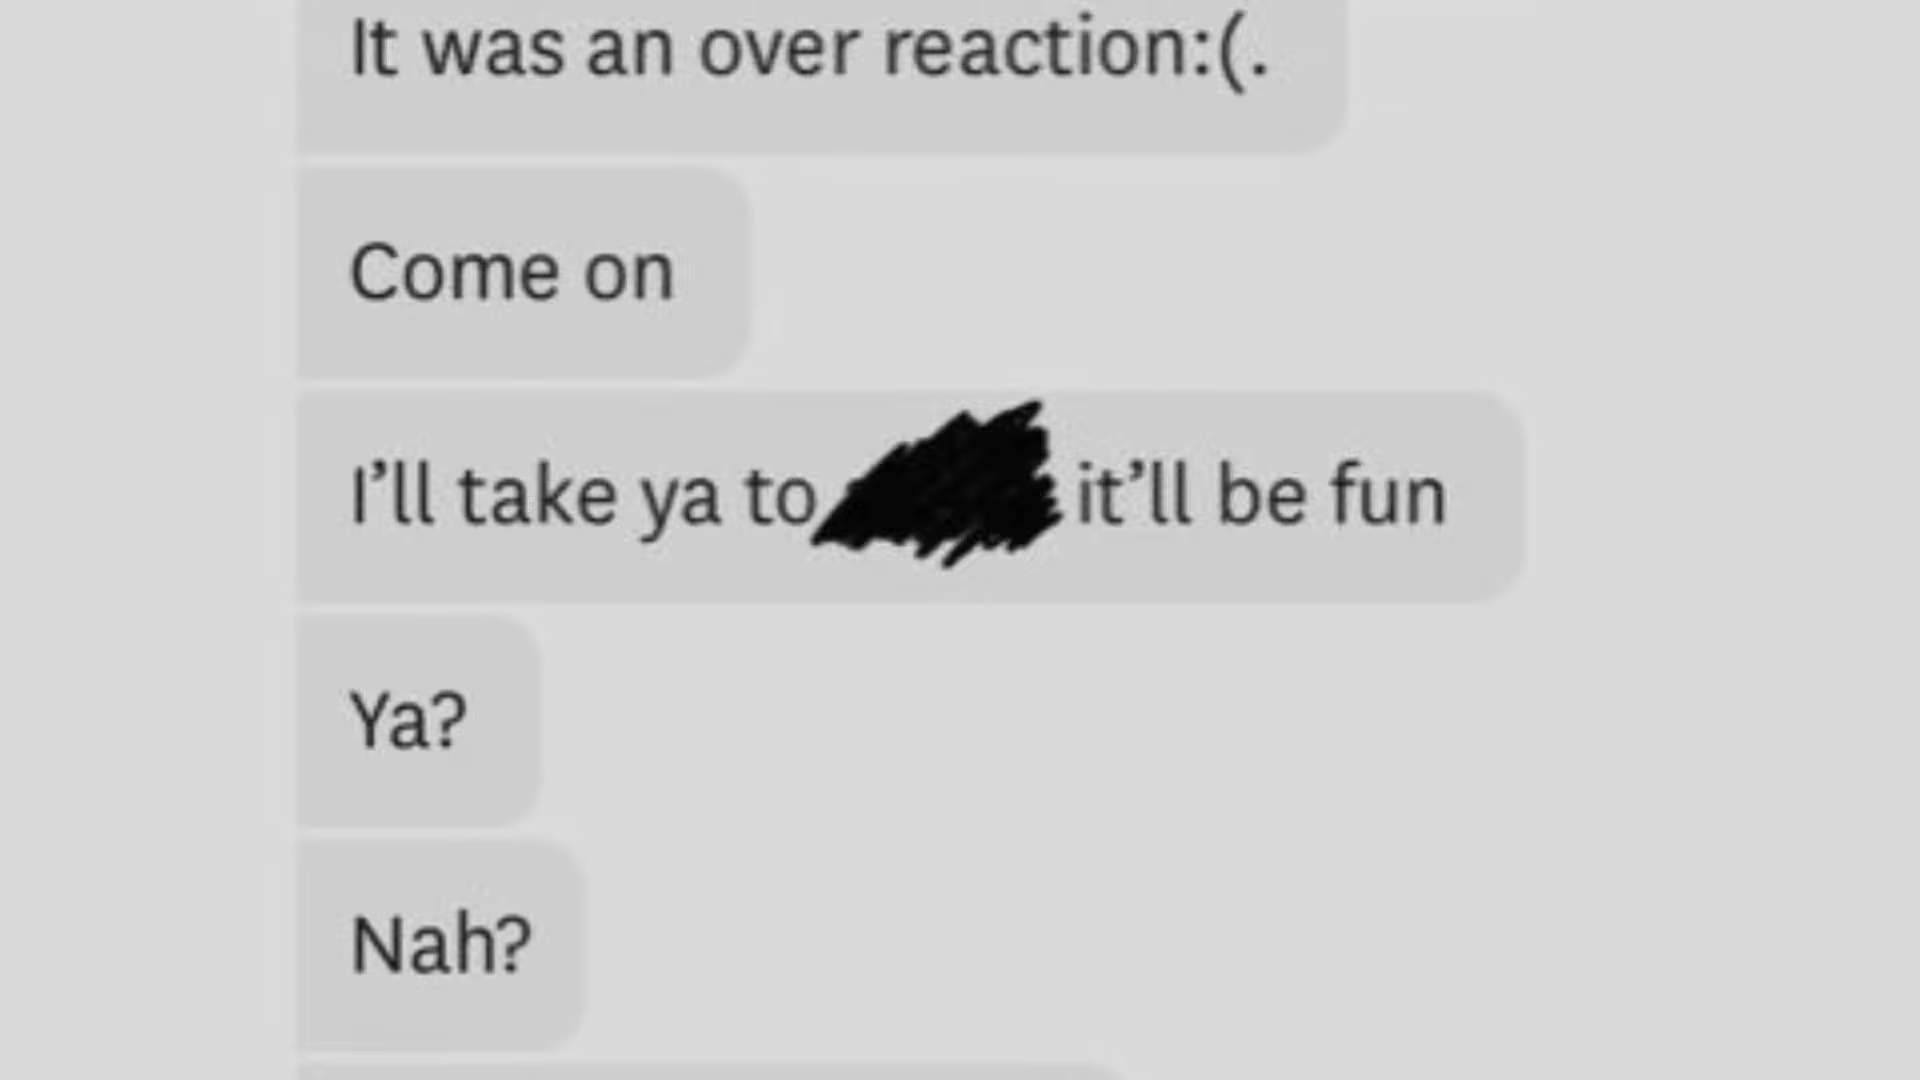 It was an over reaction:(.
Come on
I’ll take ya to it’ll be fun
Ya?
Nah?